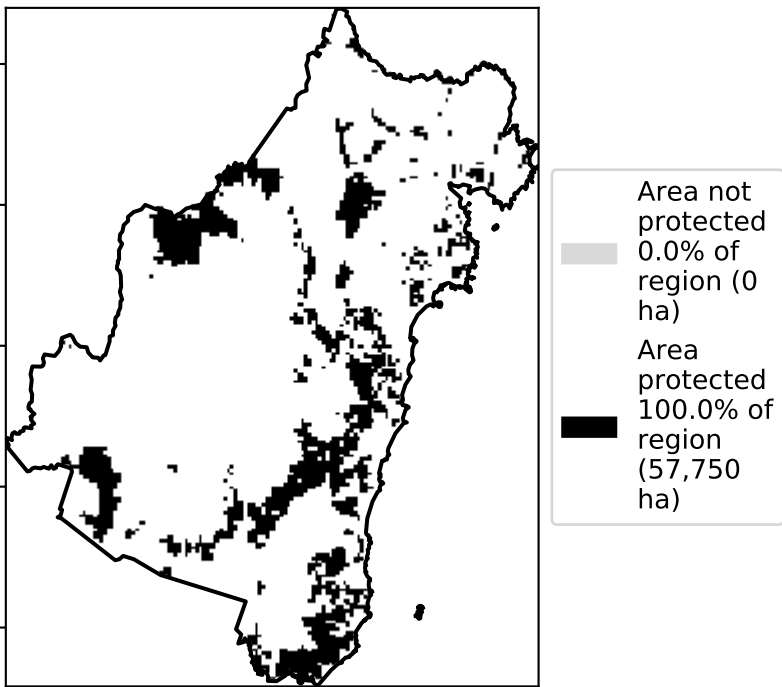 Area not
protected
0.0% of
region (0
ha)
Area
protected
100.0% of
region
(57,750
ha)